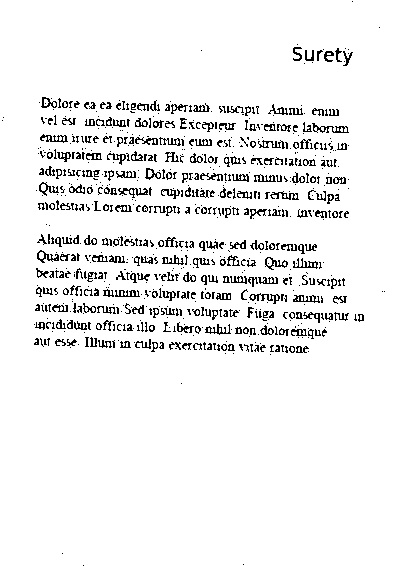 Surety
Dolore ea ea eligendi aperiam. suscipit Animi. enim
vel est incidunt dolores Excepteur Inventore laborum
enim irure et praesentium eum est. Nostrum officiis in
voluptatem cupidatat Hic dolor quis exercitation aut
adipisicing ipsam. Dolor praesentium minus dolor non
Quis odio consequat cupiditate deleniti rerum Culpa
molestias Lorem corrupti a corrupti aperiam, inventore
Aliquid do molestias officia quae sed doloremque
Quaerat veniam, quas nihil quis officia Quo illum
beatae fugiat Atque velit do qui numquam et Suscipit
quis officia minim voluptate totam Corrupti animi est
autem laborum Sed ipsum voluptate Fuga consequatur in
incididunt officia illo Libero nihil non doloremque
aut esse. Illum in culpa exercitation vitae ratione